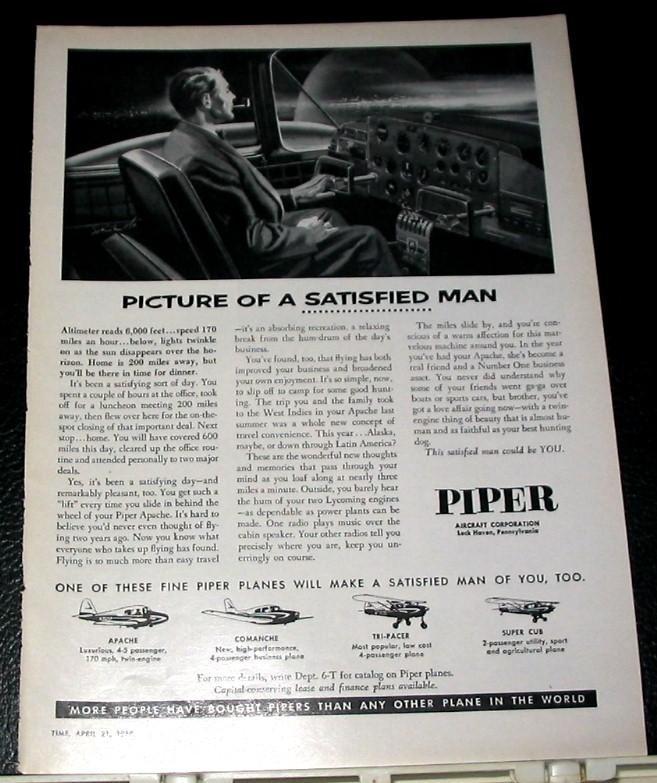 PICTURE OF A SATISFIED MAN
Altimeter reads 6,000 feet...speed 170
miles an hour...below, lights twinkle
on as the sun disappears over the ho-
rizon. Home is 200 miles away, but
you'll be there in time for dinner.
It's been a satisfying sort of day. You
spent a couple of hours at the office, took
off for a luncheon meeting 200 miles
away, then flew over here for the on-the-
spot closing of that important deal. Next
stop...home. You will have covered 600
miles this day, cleared up the office rou-
tine and attended personally to two major
deals.
Yes, it's been a satisfying day—and
remarkably pleasant, too. You get such a
"lift" every time you slide in behind the
wheel of your Piper Apache. It's hard to
believe you'd never even thought of fly-
ing two years ago. Now you know what
everyone who takes up flying has found.
Flying is so much more than easy travel
—it's an absorbing recreation, a relaxing
break from the hum-drum of the day's
business.
You've found, too, that flying has both
improved your business and broadened
your own enjoyment. It's so simple, now,
to slip off to camp for some good hunt-
ing. The trip you and the family took
to the West Indies in your Apache last
summer was a whole new concept of
travel convenience. This year...Alaska,
maybe, or down through Latin America?
These are the wonderful new thoughts
and memories that pass through your
mind as you loaf along at nearly three
miles a minute. Outside, you barely hear
the hum of your two Lycoming engines
—as dependable as power plants can be
made. One radio plays music over the
cabin speaker. Your other radios tell you
precisely where you are, keep you un-
erringly on course.
The miles slide by, and you're con-
scious of a warm affection for this mar-
velous machine around you. In the year
you've had your Apache, she's become a
real friend and a Number One business
asset. You never did understand why
some of your friends went ga-ga over
boats or sports cars, but brother, you've
got a love affair going now—with a twin-
engine thing of beauty that is almost hu-
man and as faithful as your best hunting
dog.
This satisfied man could be YOU.
PIPER
AIRCRAFT CORPORATION
Lock Haven, Pennsylvania
ONE OF THESE FINE PIPER PLANES WILL MAKE A SATISFIED MAN OF YOU, TOO.
APACHE
Luxurious, 4-5 passenger,
170 mph, twin-engine
COMANCHE
New, high-performance,
4-passenger business plane
TRI-PACER
Most popular, low cost
4-passenger plane
SUPER CUB
2-passenger utility, sport
and agricultural plane
For more details, write Dept. 6-T for catalog on Piper planes.
Capital-conserving lease and finance plans available.
MORE PEOPLE HAVE BOUGHT PIPERS THAN ANY OTHER PLANE IN THE WORLD
TIME, APRIL 21,